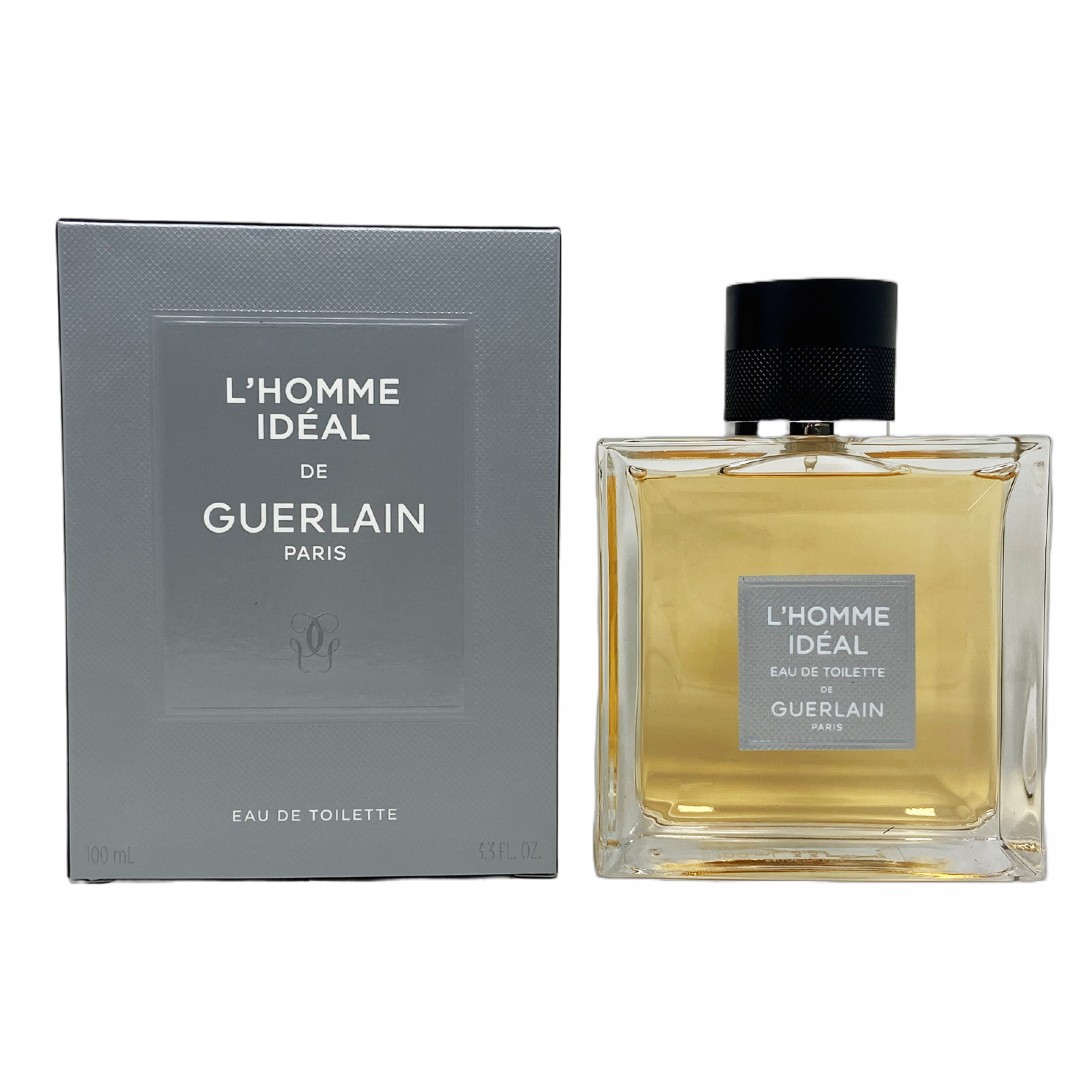 L'HOMME
IDÉAL
DE
GUERLAIN
PARIS
EAU DE TOILETTE
100 mL
3.3 FL. OZ.
L'HOMME
IDÉAL
EAU DE TOILETTE
DE
GUERLAIN
PARIS